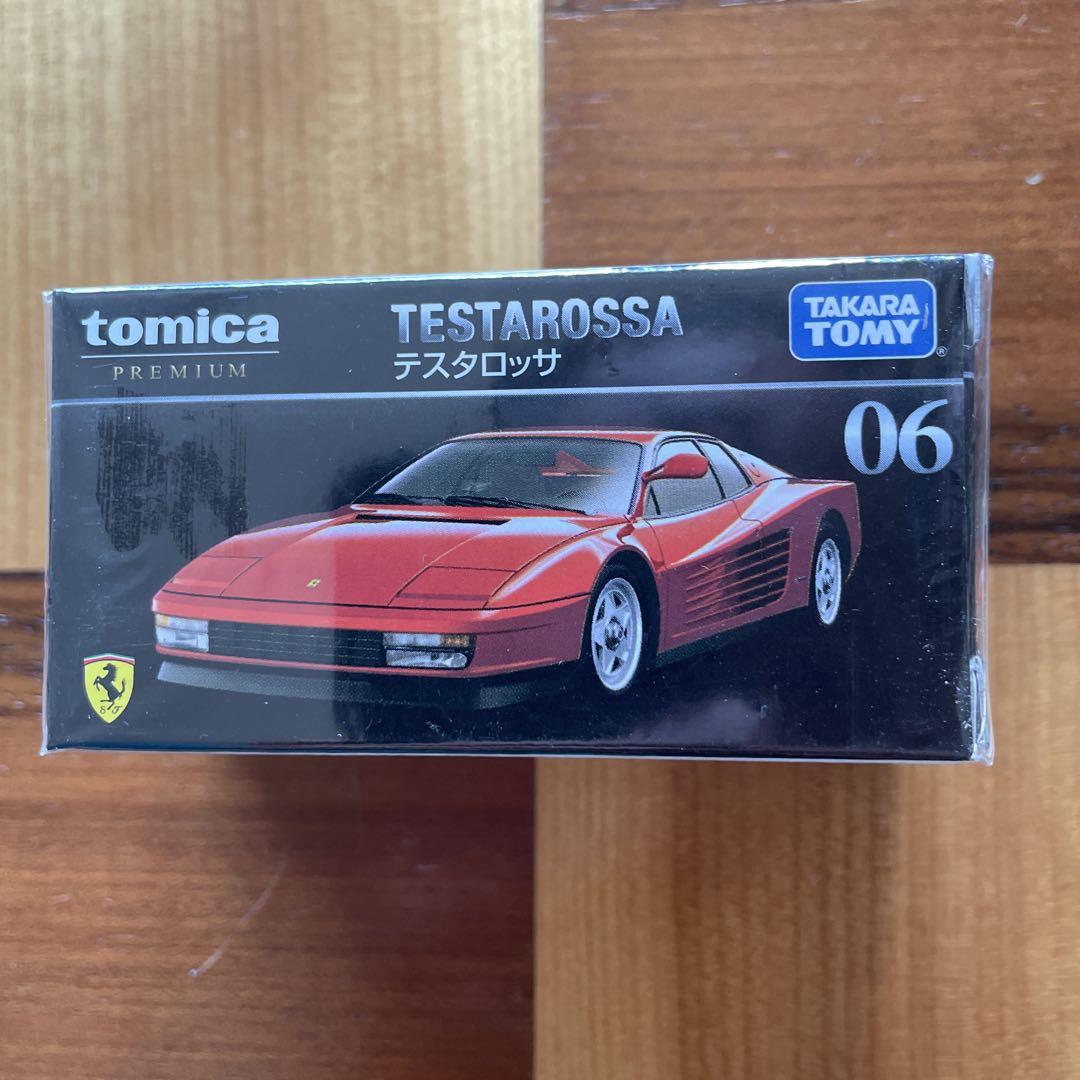 tomica
PREMIUM
TESTAROSSA
テスタロッサ
TAKARA
TOMY
®
06
S F